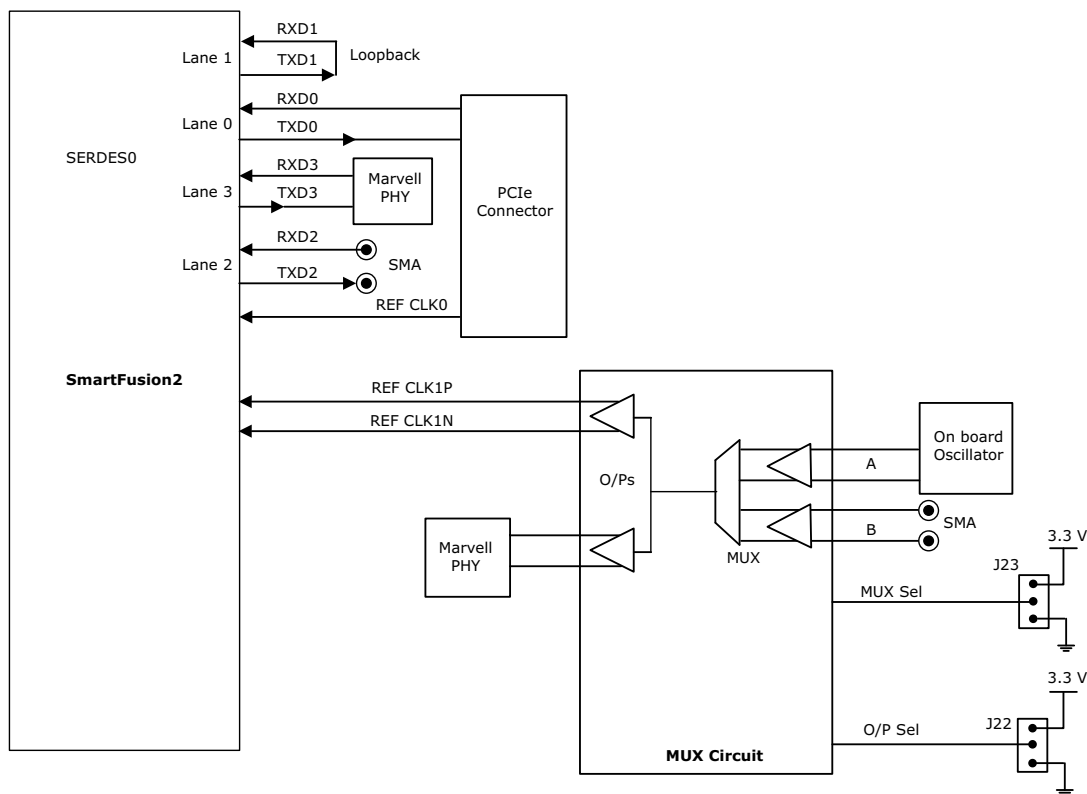 RXD1
Lane 1
TXD1
Loopback
RXD0
Lane 0
TXD0
SERDES0
RXD3
Lane 3
TXD3
Marvell
PHY
PCIe
Connector
RXD2
Lane 2
TXD2
SMA
REF CLK0
SmartFusion2
REF CLK1P
REF CLK1N
O/Ps
A
On board
Oscillator
B
SMA
MUX
Marvell
PHY
3.3 V
J23
MUX Sel
3.3 V
J22
O/P Sel
MUX Circuit